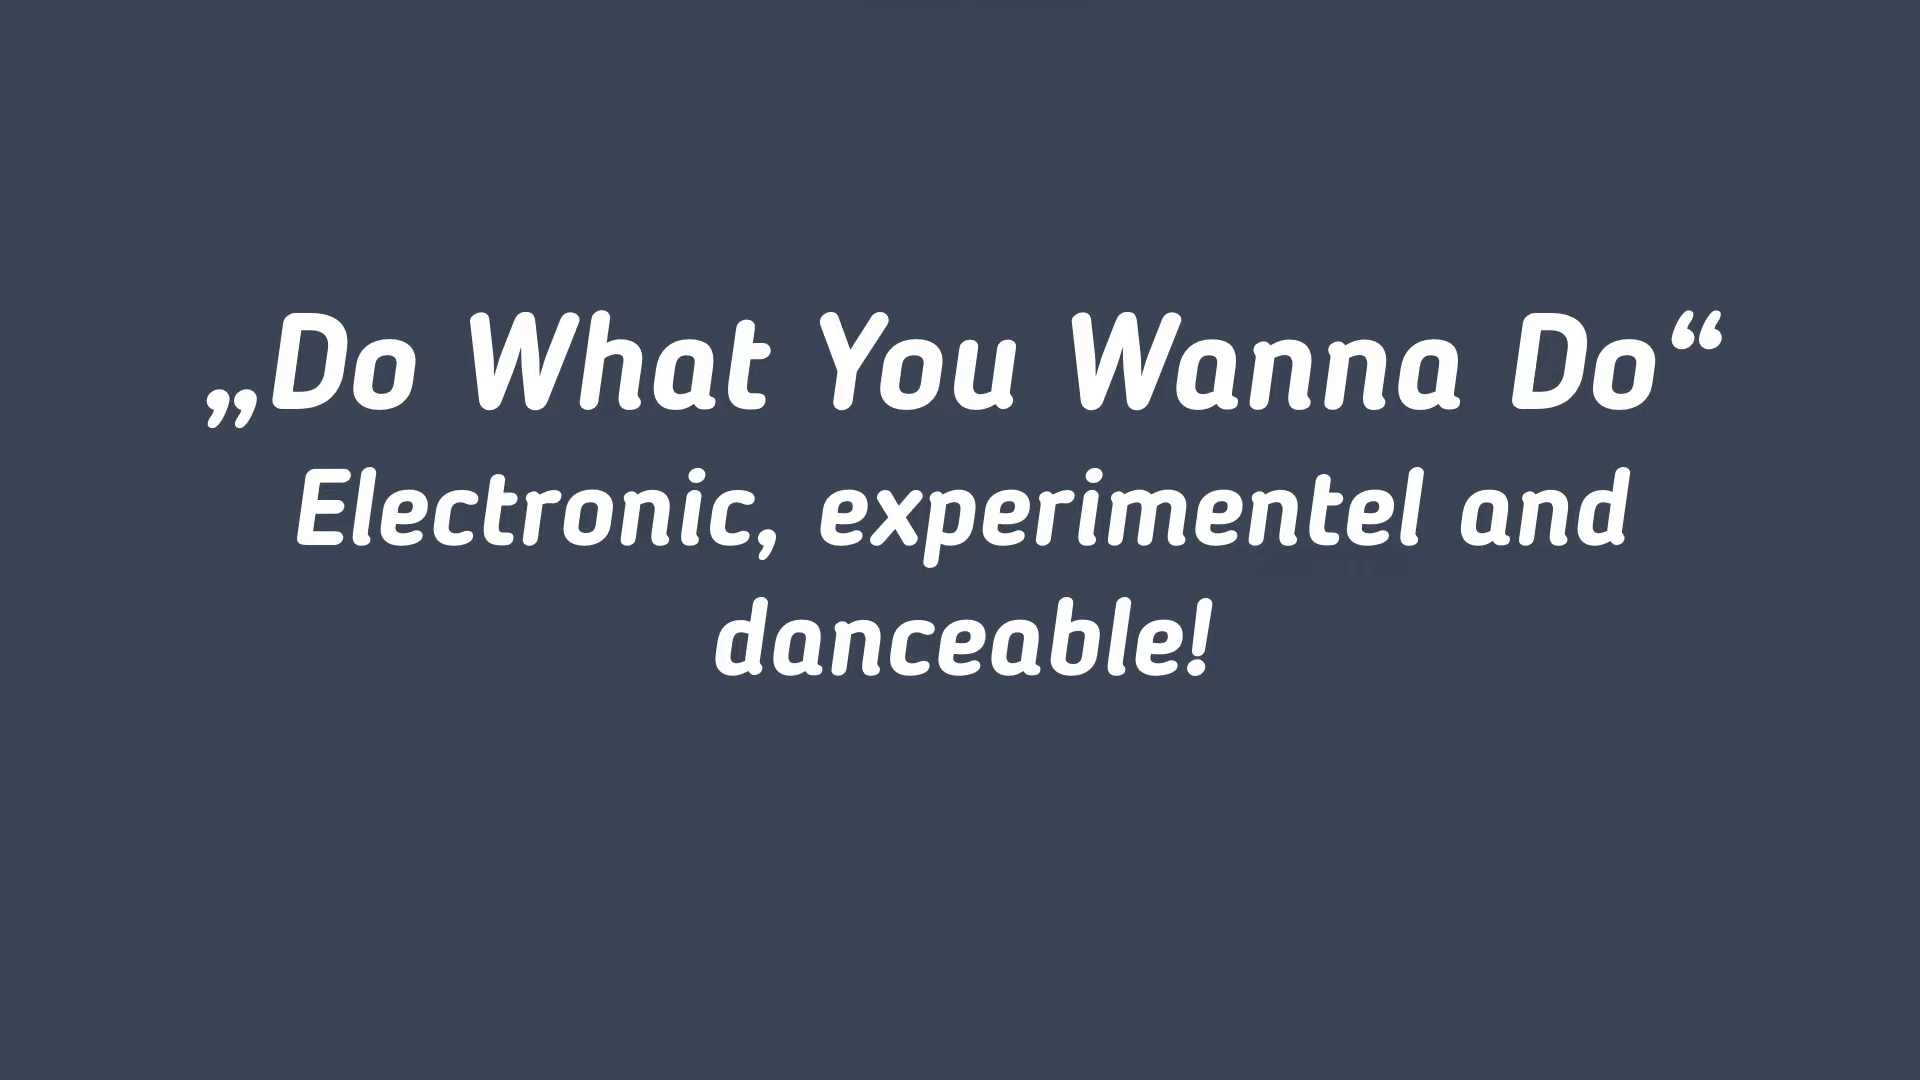 „Do What You Wanna Do“
Electronic, experimentel and
danceable!